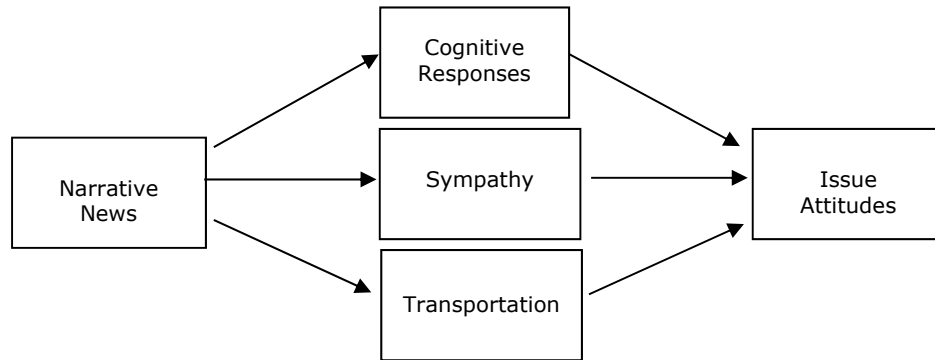 Cognitive
Responses
Narrative
News
Sympathy
Issue
Attitudes
Transportation